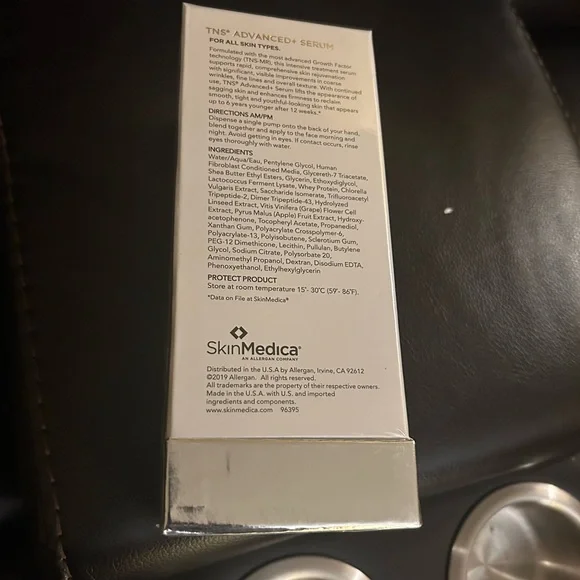 TNS® ADVANCED+ SERUM
FOR ALL SKIN TYPES.
Formulated with the most advanced Growth Factor
technology (TNS-MR), this intensive treatment serum
supports rapid, comprehensive skin rejuvenation
with significant, visible improvements in coarse
wrinkles, fine lines and overall texture. With continued
use, TNS® Advanced+ Serum lifts the appearance of
sagging skin and enhances firmness to reclaim
smooth, tight and youthful-looking skin that appears
up to 6 years younger after 12 weeks.*
DIRECTIONS AM/PM
Dispense a single pump onto the back of your hand,
blend together and apply to the face morning and
night. Avoid getting in eyes. If contact occurs, rinse
eyes thoroughly with water.
INGREDIENTS
Water/Aqua/Eau, Pentylene Glycol, Human
Fibroblast Conditioned Media, Glycereth-7 Triacetate,
Shea Butter Ethyl Esters, Glycerin, Ethoxydiglycol,
Lactococcus Ferment Lysate, Whey Protein, Chlorella
Vulgaris Extract, Saccharide Isomerate, Trifluoroacetyl
Tripeptide-2, Dimer Tripeptide-43, Hydrolyzed
Linseed Extract, Vitis Vinifera (Grape) Flower Cell
Extract, Pyrus Malus (Apple) Fruit Extract, Hydroxy-
acetophenone, Tocopheryl Acetate, Propanediol,
Xanthan Gum, Polyacrylate Crosspolymer-6,
Polyacrylate-13, Polyisobutene, Sclerotium Gum,
PEG-12 Dimethicone, Lecithin, Pullulan, Butylene
Glycol, Sodium Citrate, Polysorbate 20,
Aminomethyl Propanol, Dextran, Disodium EDTA,
Phenoxyethanol, Ethylhexylglycerin
PROTECT PRODUCT
Store at room temperature 15°- 30°C (59°- 86°F).
*Data on File at SkinMedica®
SkinMedica®
AN ALLERGAN COMPANY
Distributed in the U.S.A by Allergan, Irvine, CA 92612
©2019 Allergan. All rights reserved.
All trademarks are the property of their respective owners.
Made in the U.S.A. with U.S. and imported
ingredients and components.
www.skinmedica.com 96395